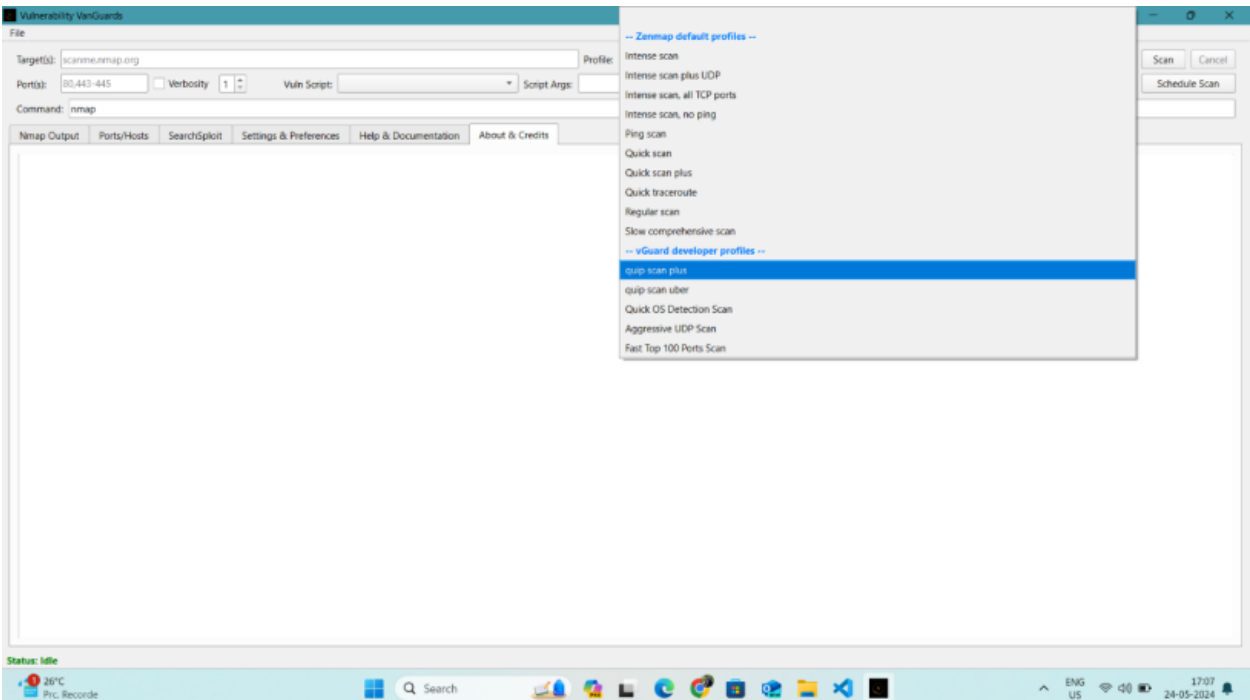 Vulnerability VanGuards
File
Target(s): scanme.nmap.org Profile: Scan Cancel
Port(s): 80,443-445 Verbosity 1 Vuln Script: Script Args: Schedule Scan
Command: nmap
Nmap Output Ports/Hosts SearchSploit Settings & Preferences Help & Documentation About & Credits
-- Zenmap default profiles --
Intense scan
Intense scan plus UDP
Intense scan, all TCP ports
Intense scan, no ping
Ping scan
Quick scan
Quick scan plus
Quick traceroute
Regular scan
Slow comprehensive scan
-- vGuard developer profiles --
quip scan plus
quip scan uber
Quick OS Detection Scan
Aggressive UDP Scan
Fast Top 100 Ports Scan
Status: Idle
1 26°C
Prc. Recorde
Search
ENG
US
17:07
24-05-2024